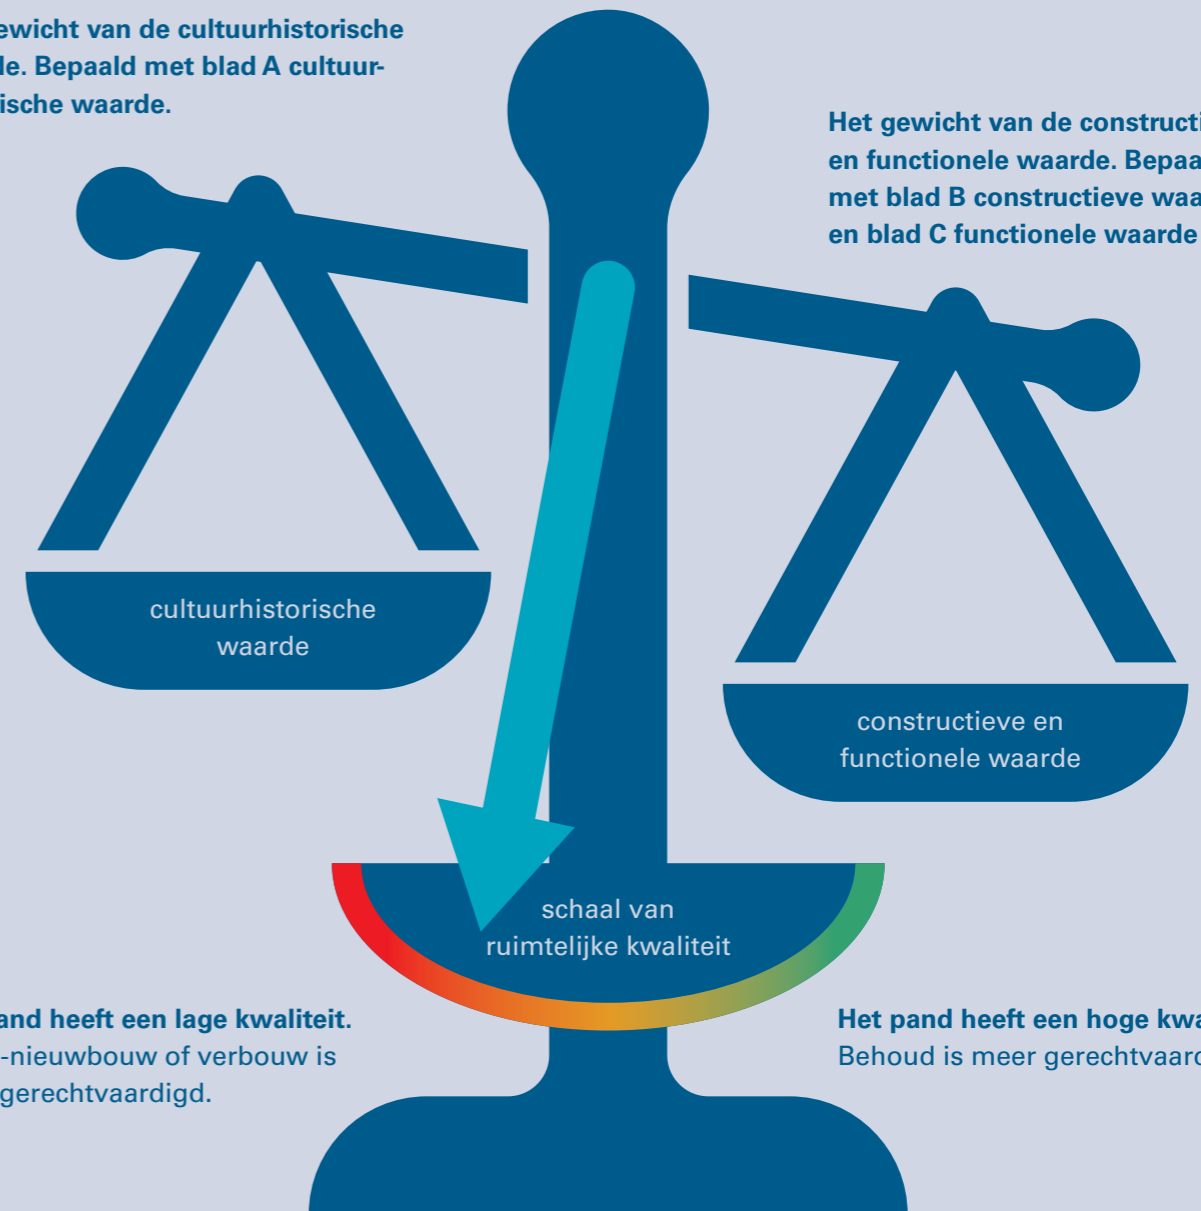 ewicht van de cultuurhistorische
de. Bepaald met blad A cultuur-
ische waarde.
Het gewicht van de constructi
en functionele waarde. Bepaa
met blad B constructieve waa
en blad C functionele waarde
cultuurhistorische
waarde
constructieve en
functionele waarde
schaal van
ruimtelijke kwaliteit
and heeft een lage kwaliteit.
-nieuwbouw of verbouw is
gerechtvaardigd.
Het pand heeft een hoge kwa
Behoud is meer gerechtvaard